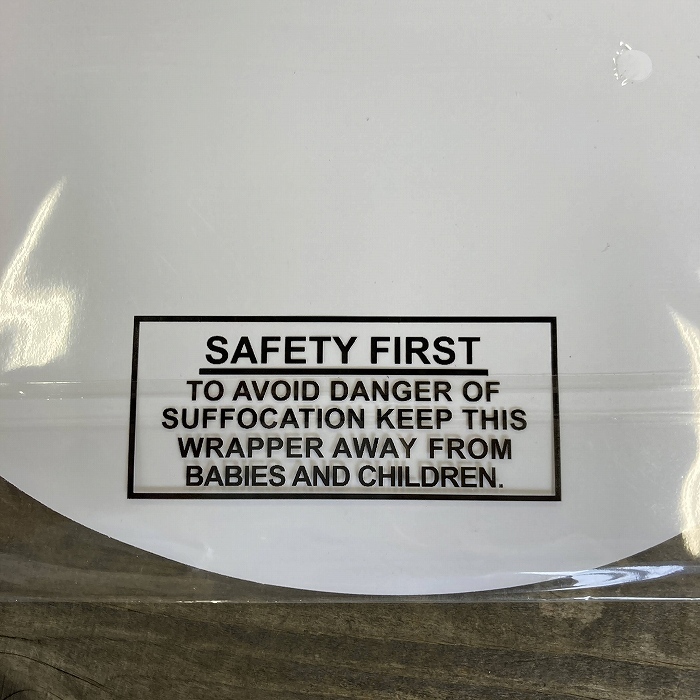 SAFETY FIRST
TO AVOID DANGER OF
SUFFOCATION KEEP THIS
WRAPPER AWAY FROM
BABIES AND CHILDREN.